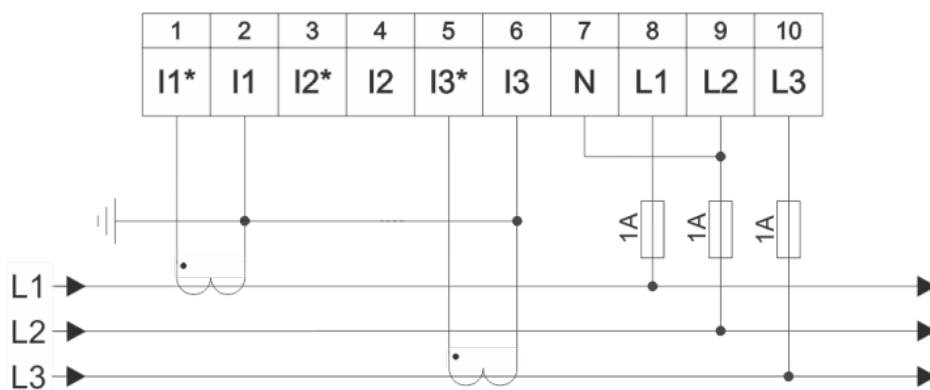 1 2 3 4 5 6 7 8 9 10
I1* I1 I2* I2 I3* I3 N L1 L2 L3
1A 1A 1A
L1
L2
L3